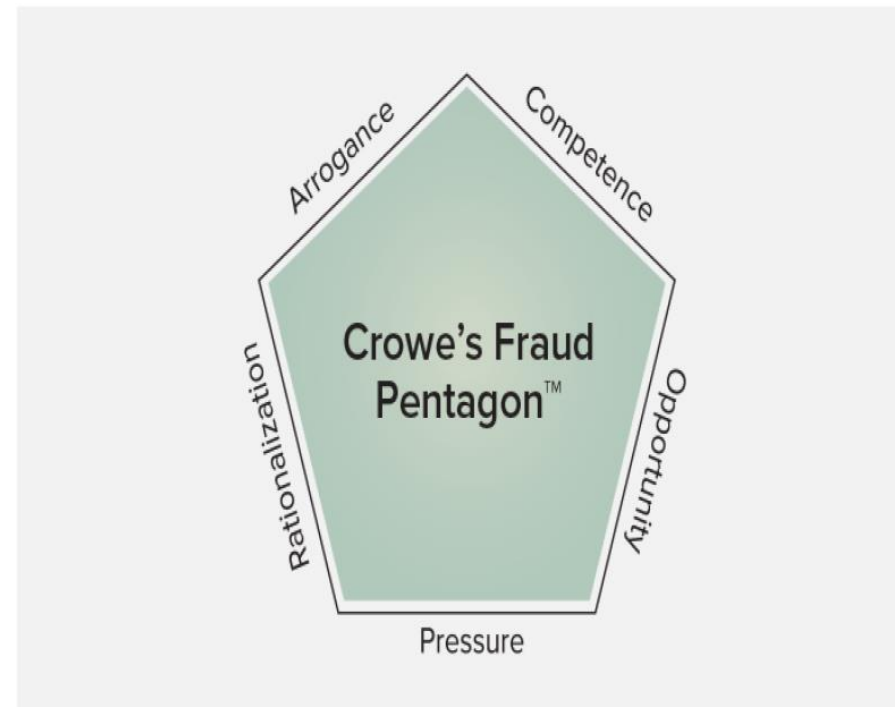 Arrogance
Competence
Crowe’s Fraud
Pentagon™
Rationalization
Opportunity
Pressure